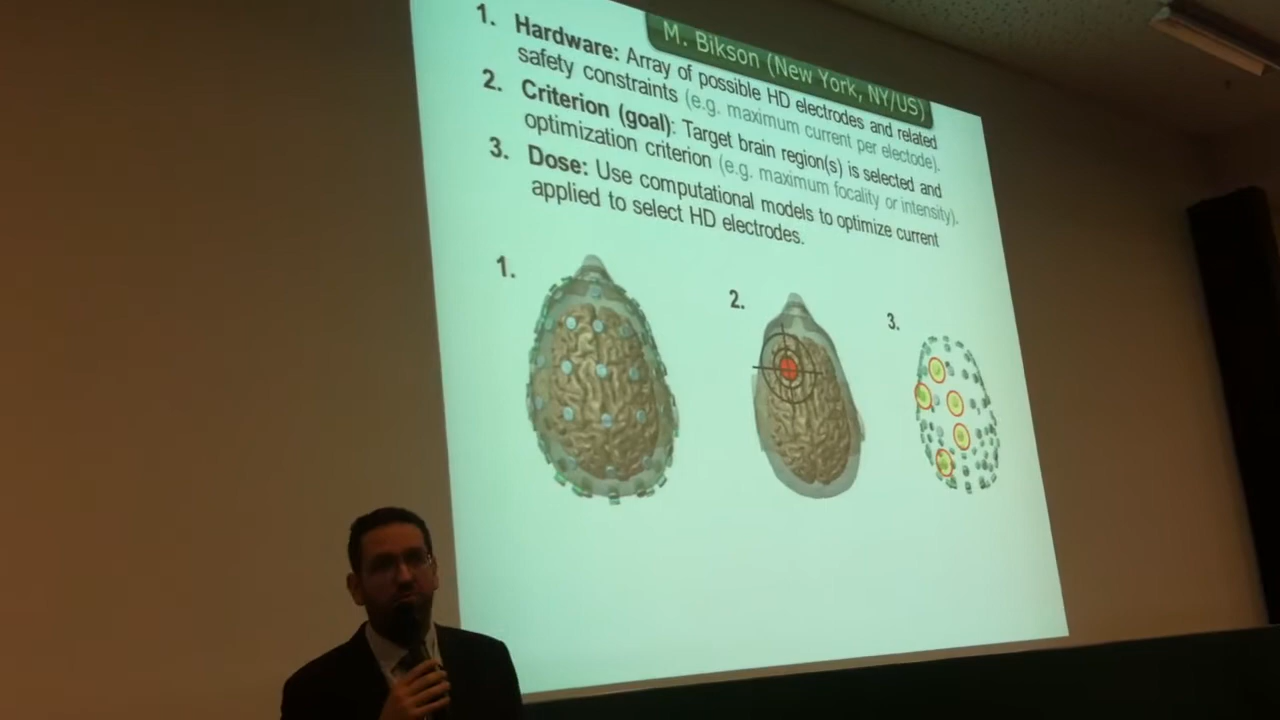 M. Bikson (New York, NY/US)
1. Hardware: Array of possible HD electrodes and related
safety constraints (e.g. maximum current per electode).
2. Criterion (goal): Target brain region(s) is selected and
optimization criterion (e.g. maximum focality or intensity).
3. Dose: Use computational models to optimize current
applied to select HD electrodes.
1.
2.
3.